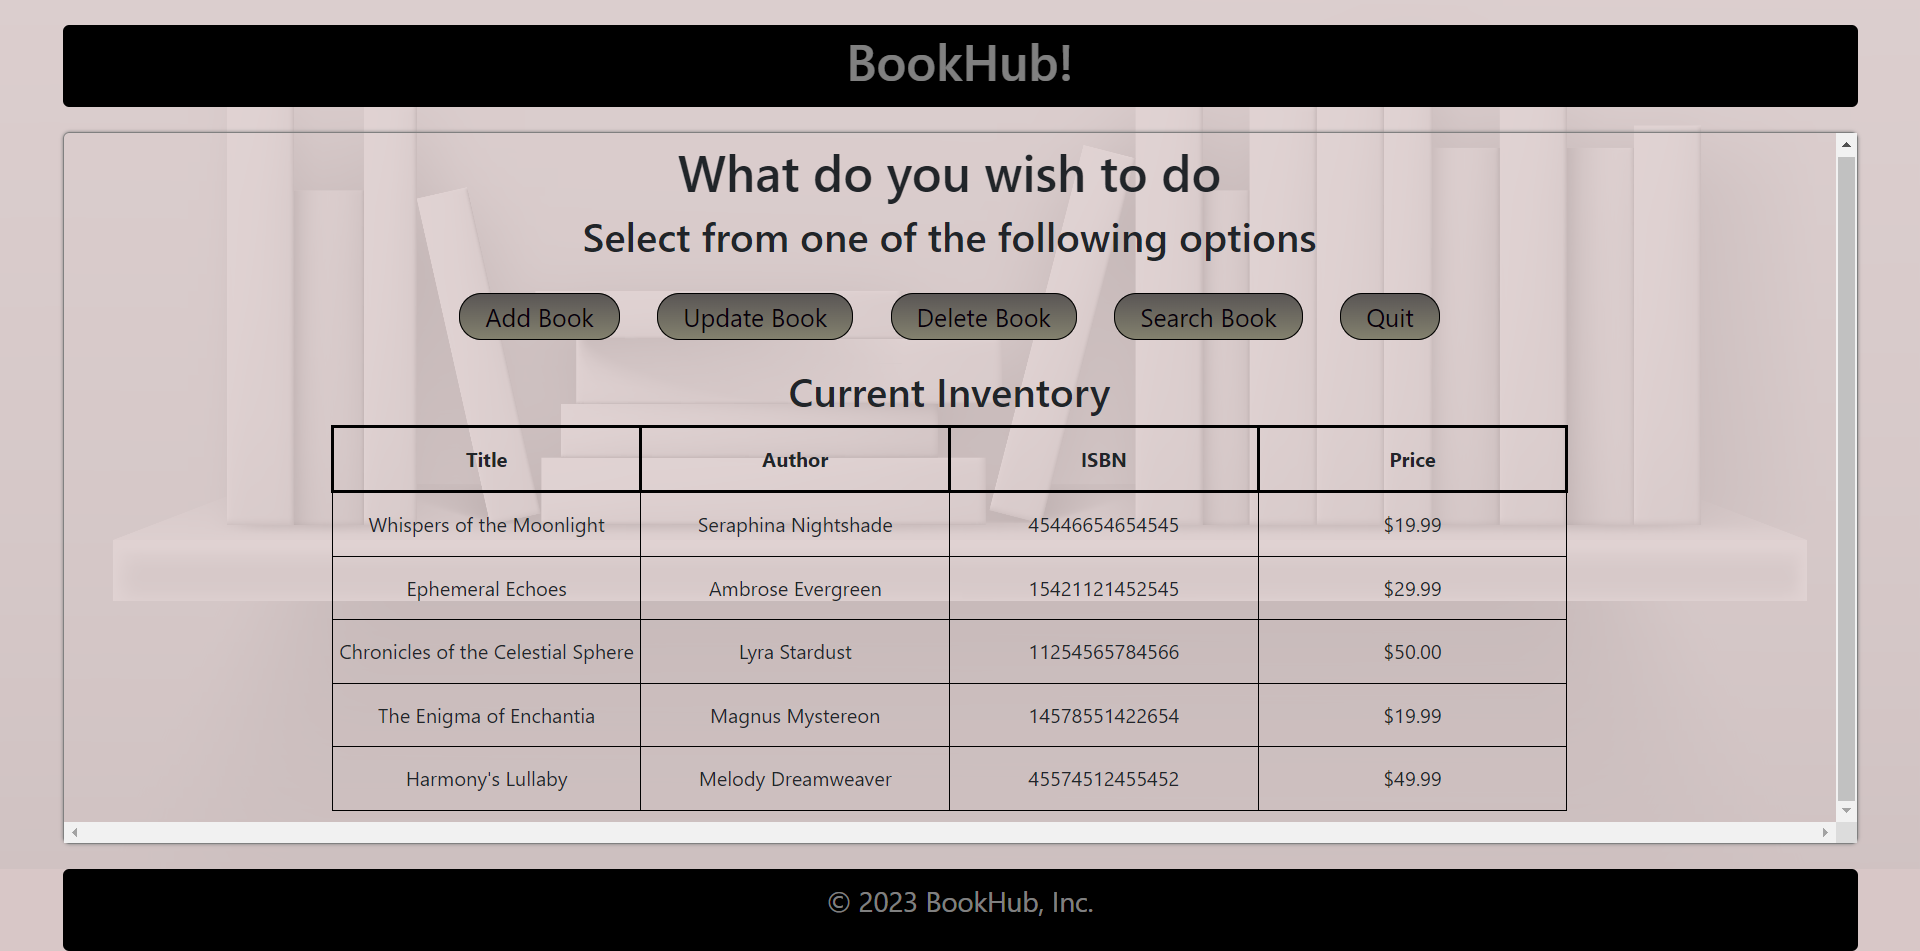 BookHub!
What do you wish to do
Select from one of the following options
Add Book Update Book Delete Book Search Book Quit
Current Inventory
Title Author ISBN Price
Whispers of the Moonlight Seraphina Nightshade 45446654654545 $19.99
Ephemeral Echoes Ambrose Evergreen 15421121452545 $29.99
Chronicles of the Celestial Sphere Lyra Stardust 11254565784566 $50.00
The Enigma of Enchantia Magnus Mystereon 14578551422654 $19.99
Harmony's Lullaby Melody Dreamweaver 45574512455452 $49.99
© 2023 BookHub, Inc.